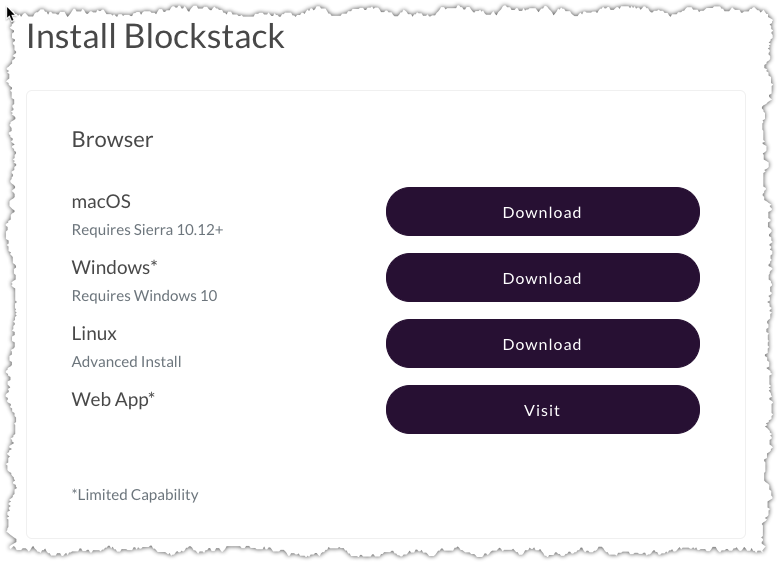 Install Blockstack
Browser
macOS
Requires Sierra 10.12+
Download
Windows*
Requires Windows 10
Download
Linux
Advanced Install
Download
Web App*
Visit
*Limited Capability